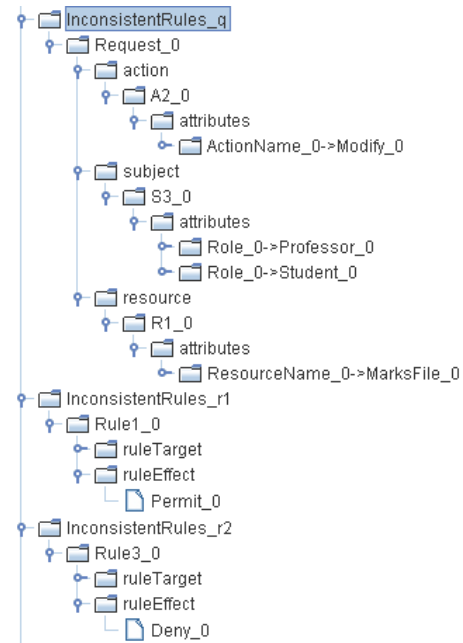 InconsistentRules_q
Request_0
action
A2_0
attributes
ActionName_0->Modify_0
subject
S3_0
attributes
Role_0->Professor_0
Role_0->Student_0
resource
R1_0
attributes
ResourceName_0->MarksFile_0
InconsistentRules_r1
Rule1_0
ruleTarget
ruleEffect
Permit_0
InconsistentRules_r2
Rule3_0
ruleTarget
ruleEffect
Deny_0